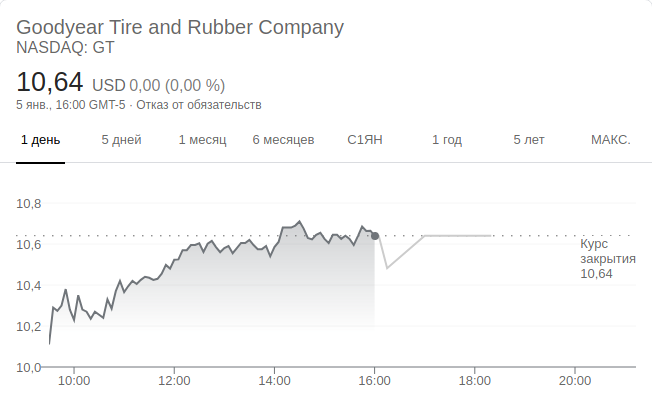 Goodyear Tire and Rubber Company
NASDAQ: GT
10,64 USD 0,00 (0,00 %)
5 янв., 16:00 GMT-5 · Отказ от обязательств
1 день 5 дней 1 месяц 6 месяцев С1ЯН 1 год 5 лет МАКС.
10,8
10,6
10,4
10,2
10,0
Курс
закрытия
10,64
10:00 12:00 14:00 16:00 18:00 20:00